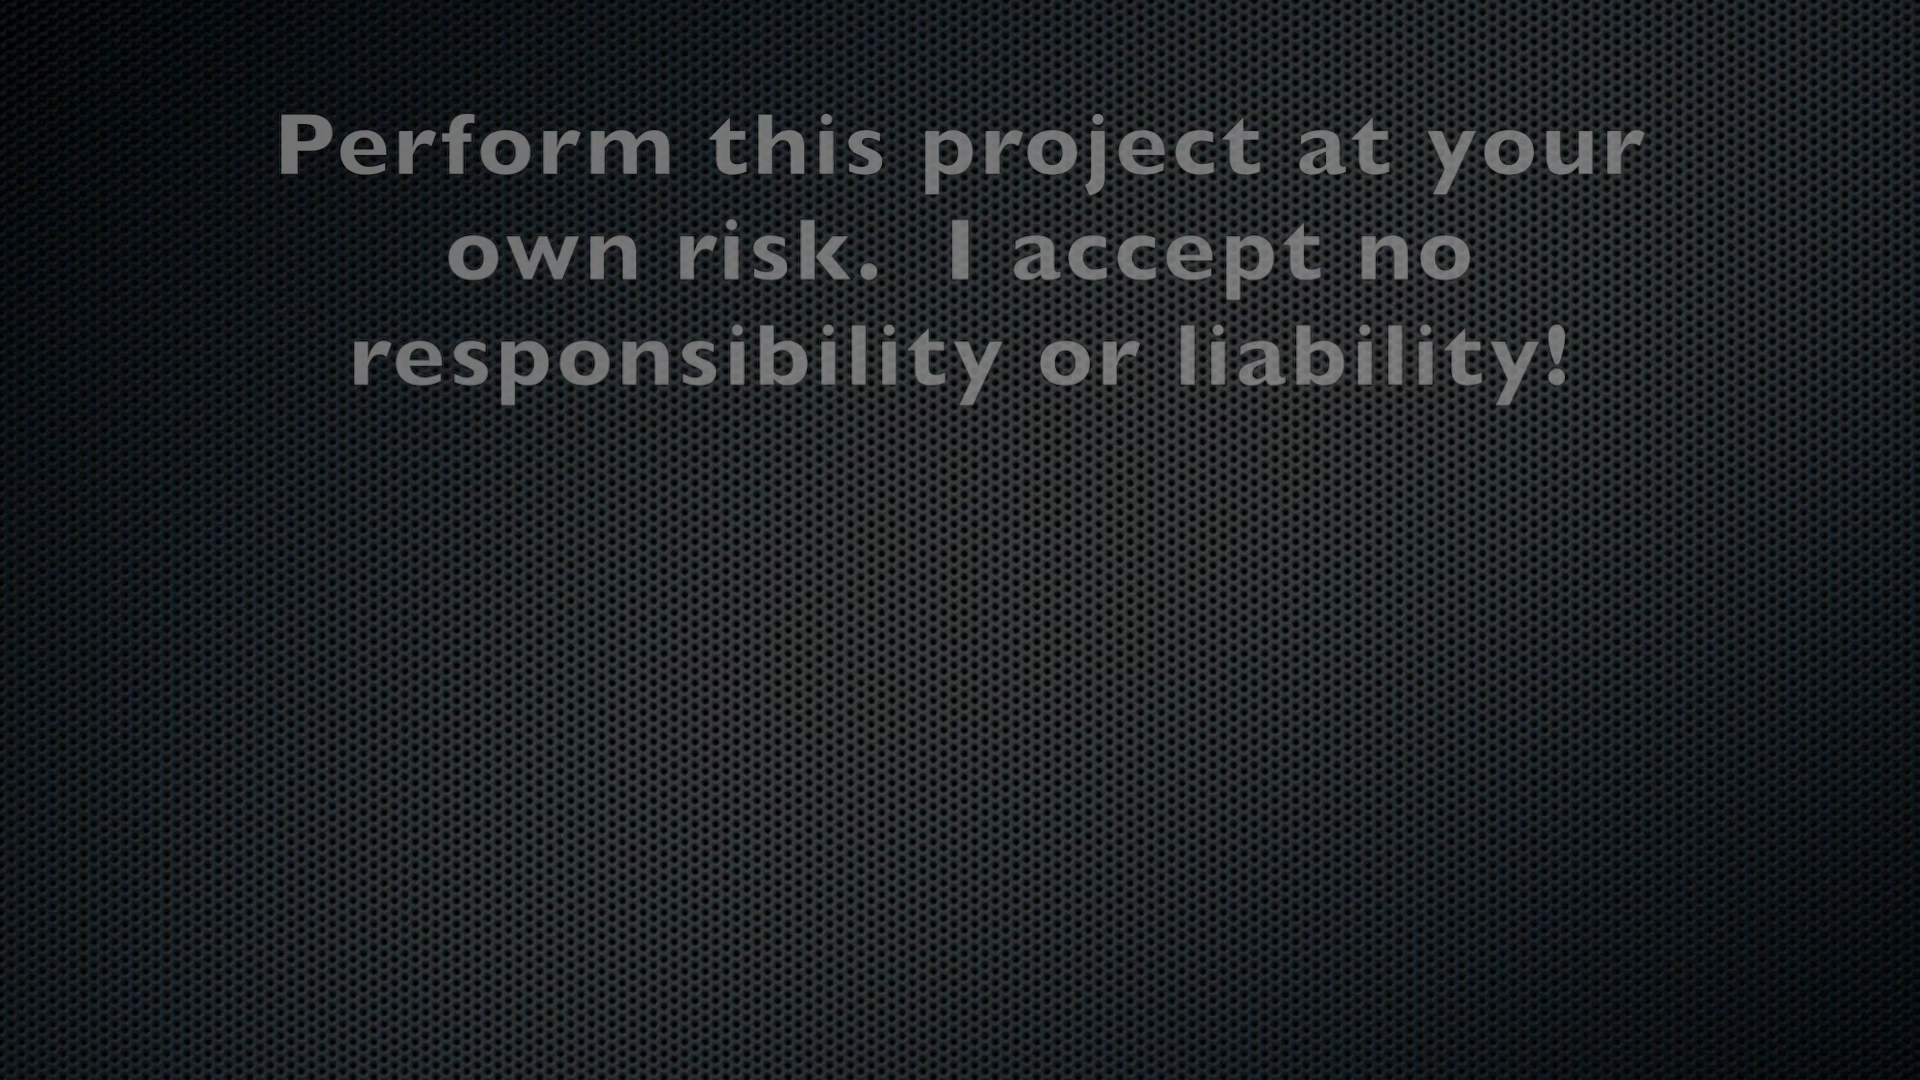 Perform this project at your
own risk.  I accept no
responsibility or liability!